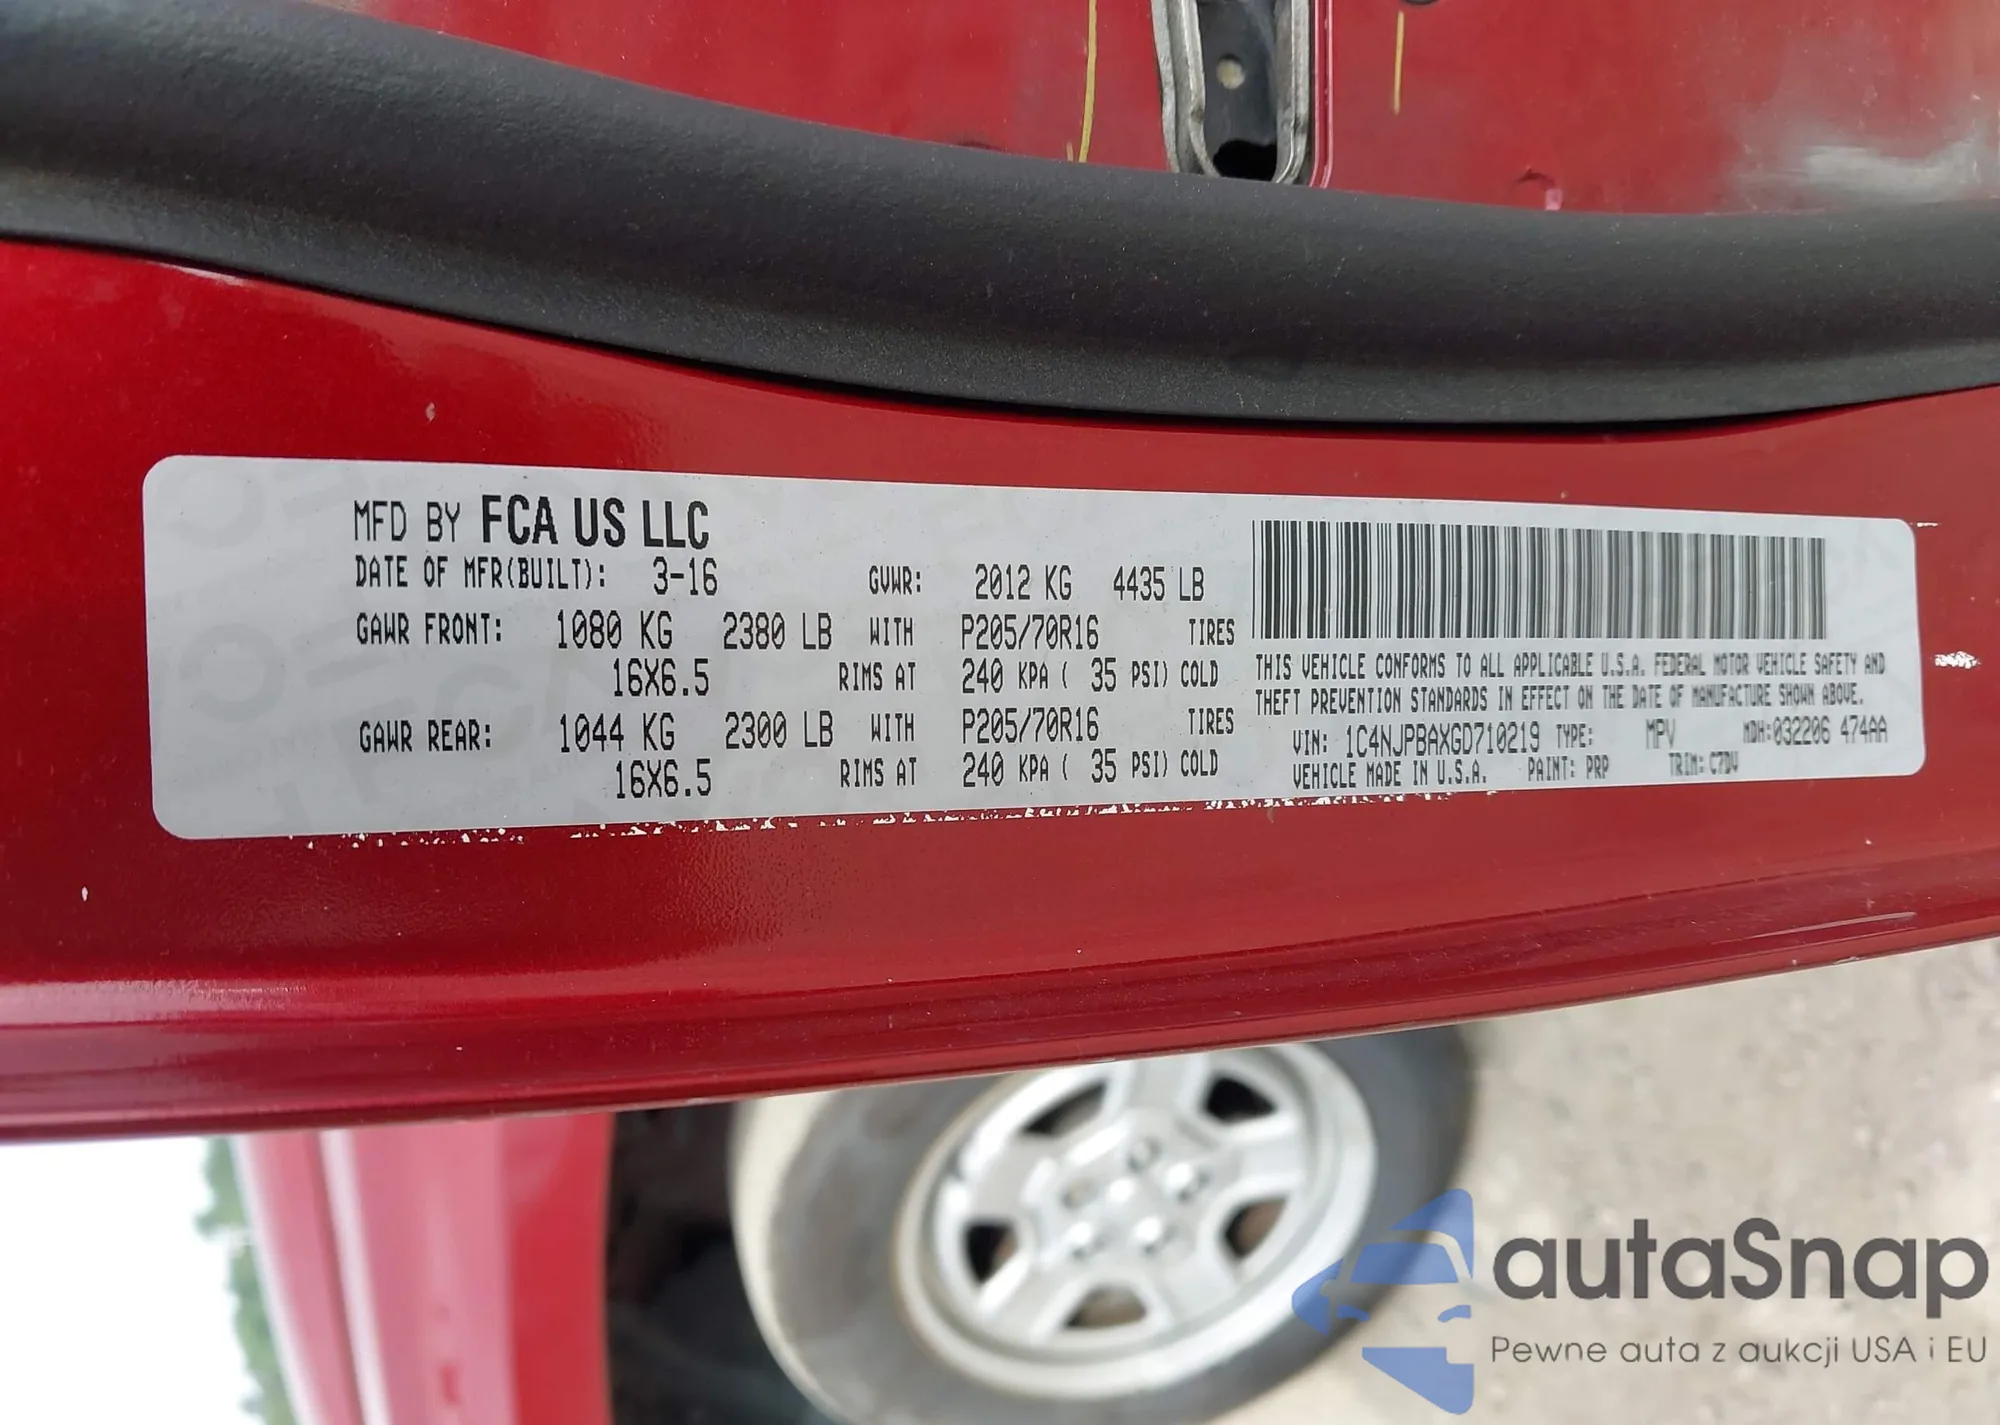 MFD BY FCA US LLC
DATE OF MFR(BUILT): 3-16 GVWR: 2012 KG 4435 LB
GAWR FRONT: 1080 KG 2380 LB WITH P205/70R16 TIRES
16X6.5 RIMS AT 240 KPA ( 35 PSI) COLD
GAWR REAR: 1044 KG 2300 LB WITH P205/70R16 TIRES
16X6.5 RIMS AT 240 KPA ( 35 PSI) COLD
THIS VEHICLE CONFORMS TO ALL APPLICABLE U.S.A. FEDERAL MOTOR VEHICLE SAFETY AND
THEFT PREVENTION STANDARDS IN EFFECT ON THE DATE OF MANUFACTURE SHOWN ABOVE.
VIN: 1C4NJPBAXGD710219 TYPE: MPV MDH:032206 474AA
VEHICLE MADE IN U.S.A. PAINT: PRP TRIM: C7DV
autaSnap
Pewne auta z aukcji USA i EU